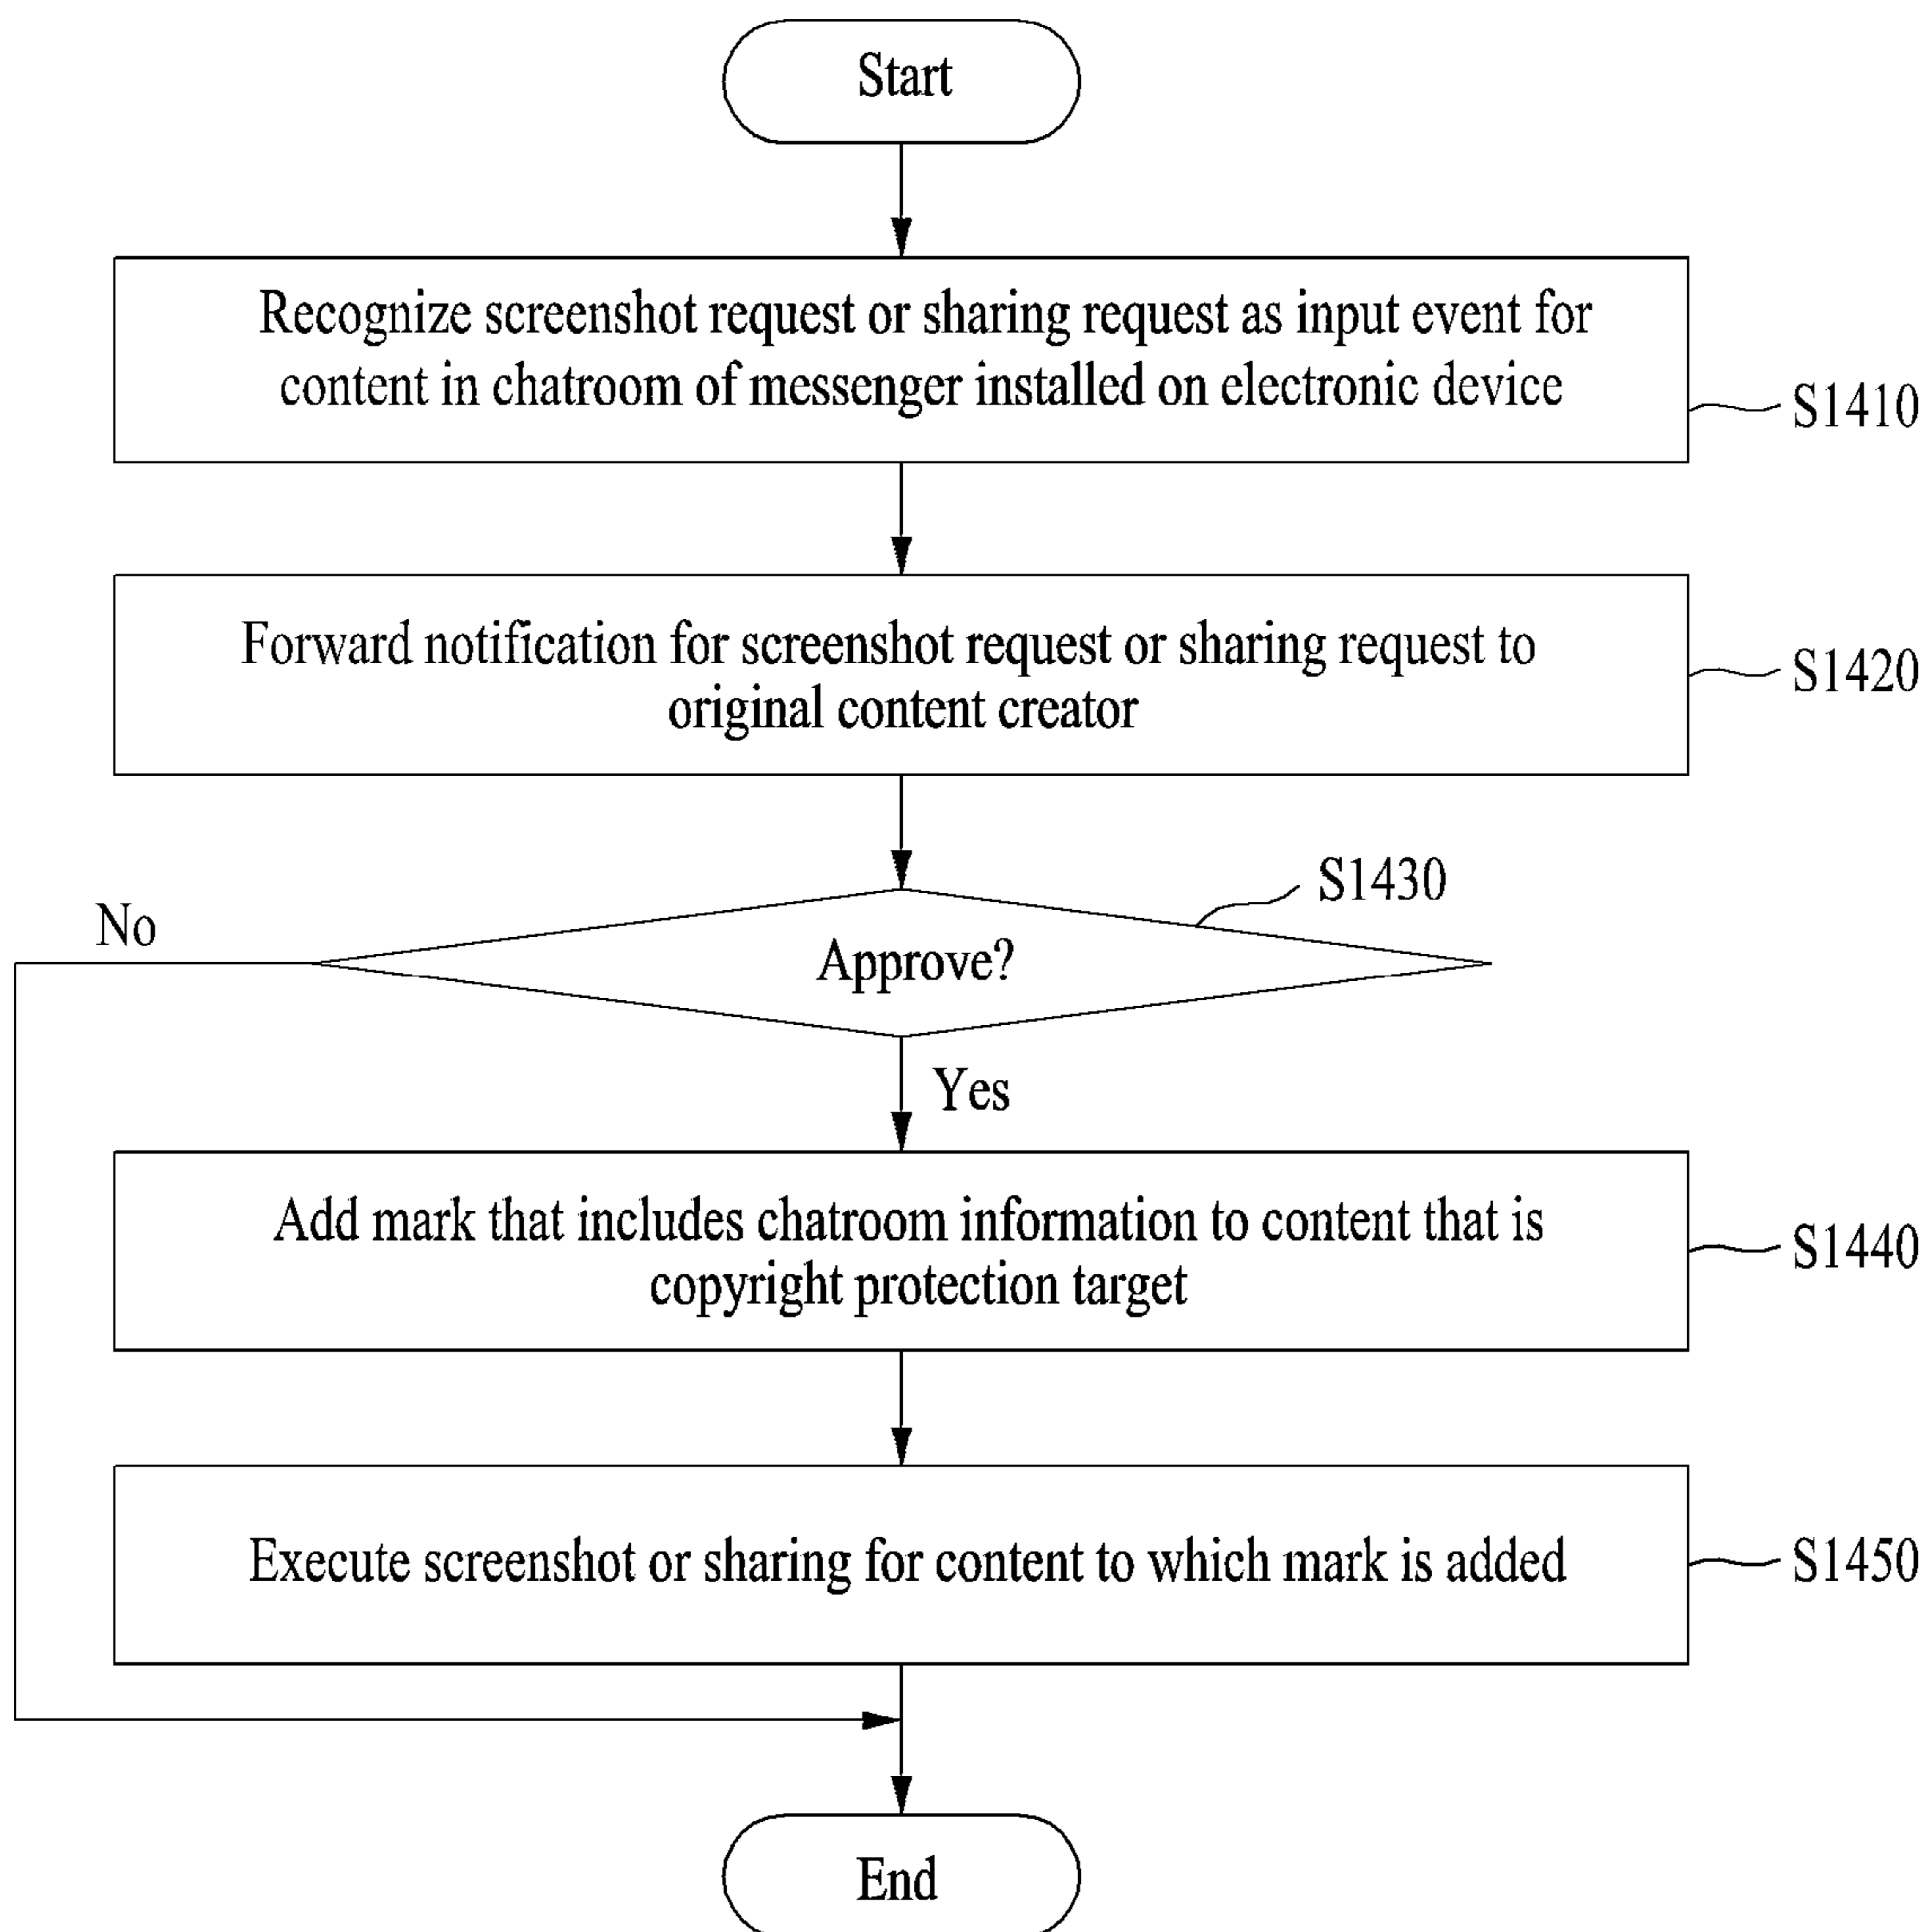 Start
Recognize screenshot request or sharing request as input event for
content in chatroom of messenger installed on electronic device
S1410
Forward notification for screenshot request or sharing request to
original content creator
S1420
S1430
No
Approve?
Yes
Add mark that includes chatroom information to content that is
copyright protection target
S1440
Execute screenshot or sharing for content to which mark is added
S1450
End